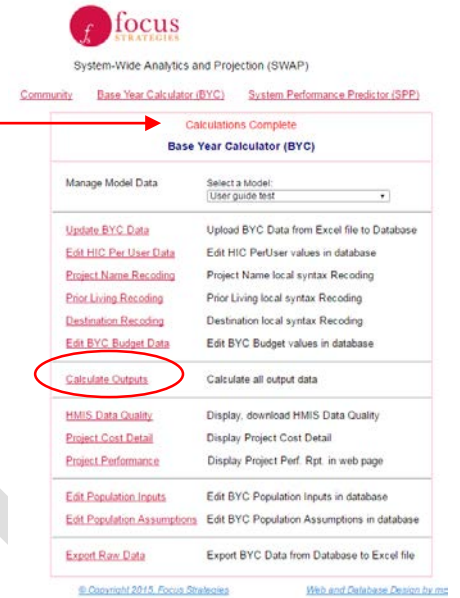 focus
STRATEGIES
System-Wide Analytics and Projection (SWAP)
Community Base Year Calculator (BYC) System Performance Predictor (SPP)
Calculations Complete
Base Year Calculator (BYC)
Manage Model Data Select a Model:
User guide test
Update BYC Data Upload BYC Data from Excel file to Database
Edit HIC Per User Data Edit HIC PerUser values in database
Project Name Recoding Project Name local syntax Recoding
Prior Living Recoding Prior Living local syntax Recoding
Destination Recoding Destination local syntax Recoding
Edit BYC Budget Data Edit BYC Budget values in database
Calculate Outputs Calculate all output data
HMIS Data Quality Display, download HMIS Data Quality
Project Cost Detail Display Project Cost Detail
Project Performance Display Project Perf. Rpt. in web page
Edit Population Inputs Edit BYC Population Inputs in database
Edit Population Assumptions Edit BYC Population Assumptions in database
Export Raw Data Export BYC Data from Database to Excel file
© Copyright 2015, Focus Strategies Web and Database Design by